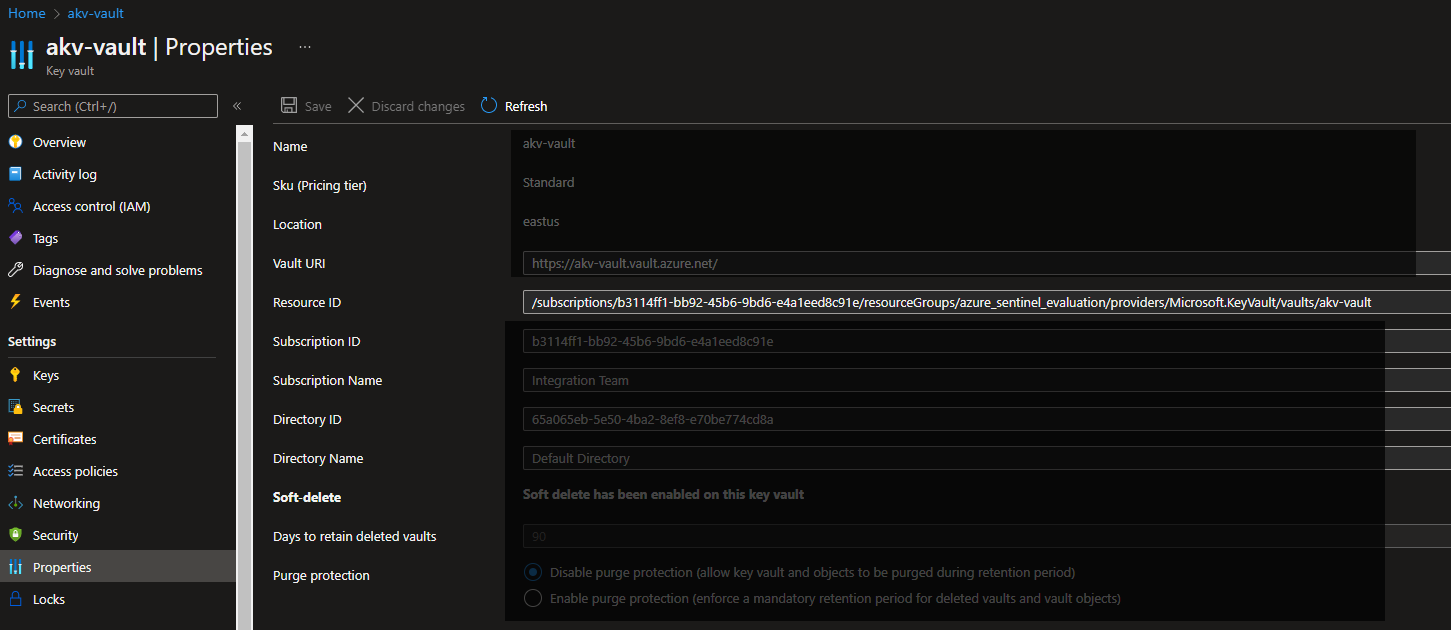 Home > akv-vault
akv-vault | Properties ...
Key vault
Search (Ctrl+/) «
Save Discard changes Refresh
Overview
Activity log
Access control (IAM)
Tags
Diagnose and solve problems
Events
Settings
Keys
Secrets
Certificates
Access policies
Networking
Security
Properties
Locks
Name akv-vault
Sku (Pricing tier) Standard
Location eastus
Vault URI https://akv-vault.vault.azure.net/
Resource ID /subscriptions/b3114ff1-bb92-45b6-9bd6-e4a1eed8c91e/resourceGroups/azure_sentinel_evaluation/providers/Microsoft.KeyVault/vaults/akv-vault
Subscription ID b3114ff1-bb92-45b6-9bd6-e4a1eed8c91e
Subscription Name Integration Team
Directory ID 65a065eb-5e50-4ba2-8ef8-e70be774cd8a
Directory Name Default Directory
Soft-delete Soft delete has been enabled on this key vault
Days to retain deleted vaults 90
Purge protection Disable purge protection (allow key vault and objects to be purged during retention period)
Enable purge protection (enforce a mandatory retention period for deleted vaults and vault objects)